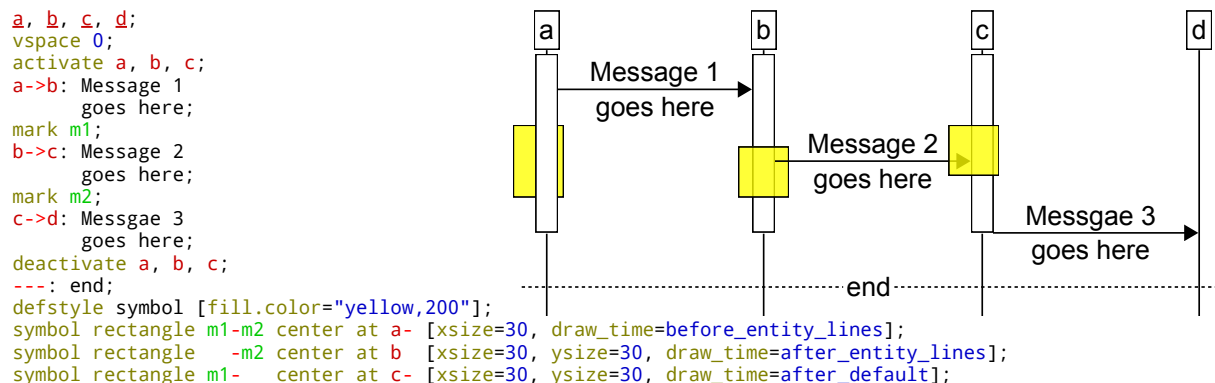 a, b, c, d;
vspace 0;
activate a, b, c;
a->b: Message 1
goes here;
mark m1;
b->c: Message 2
goes here;
mark m2;
c->d: Messgae 3
goes here;
deactivate a, b, c;
---: end;
defstyle symbol [fill.color="yellow,200"];
symbol rectangle m1-m2 center at a- [xsize=30, draw_time=before_entity_lines];
symbol rectangle -m2 center at b [xsize=30, ysize=30, draw_time=after_entity_lines];
symbol rectangle m1- center at c- [xsize=30, ysize=30, draw_time=after_default];
a b c d
Message 1
goes here
Message 2
goes here
Messgae 3
goes here
end